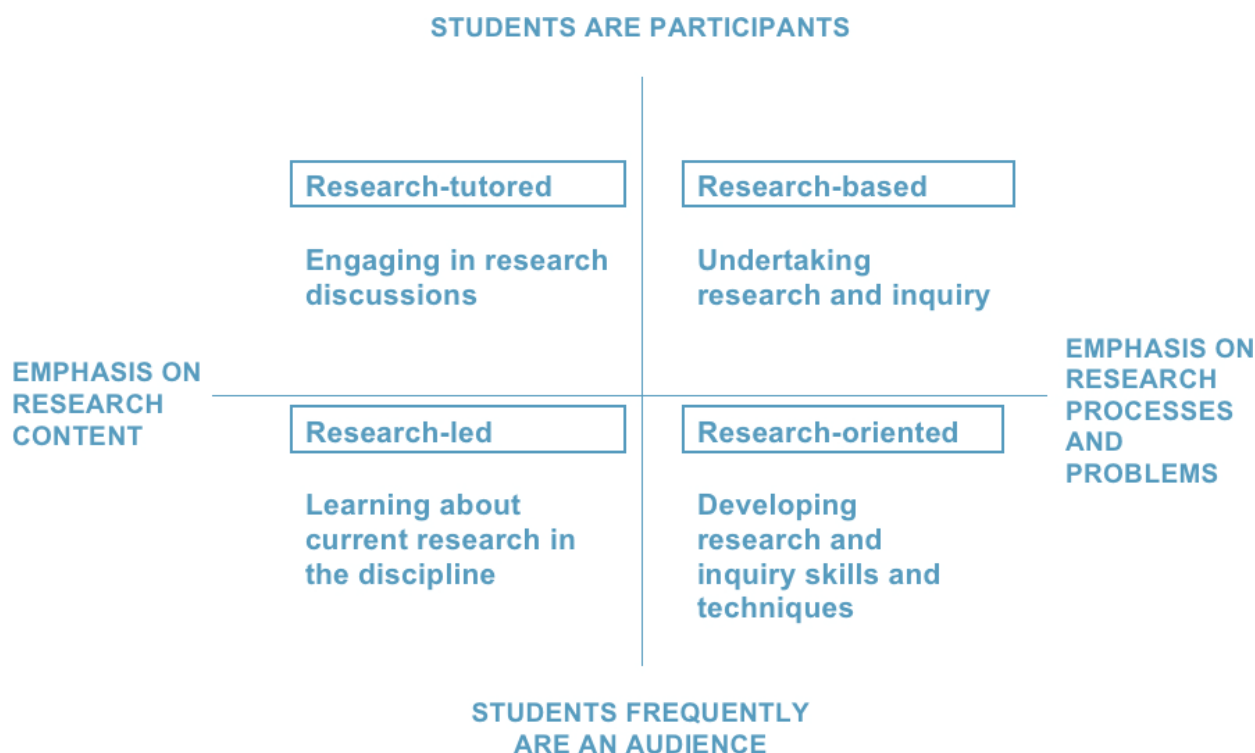 STUDENTS ARE PARTICIPANTS
Research-tutored
Engaging in research
discussions
Research-based
Undertaking
research and inquiry
EMPHASIS ON
RESEARCH
CONTENT
EMPHASIS ON
RESEARCH
PROCESSES
AND
PROBLEMS
Research-led
Learning about
current research in
the discipline
Research-oriented
Developing
research and
inquiry skills and
techniques
STUDENTS FREQUENTLY
ARE AN AUDIENCE